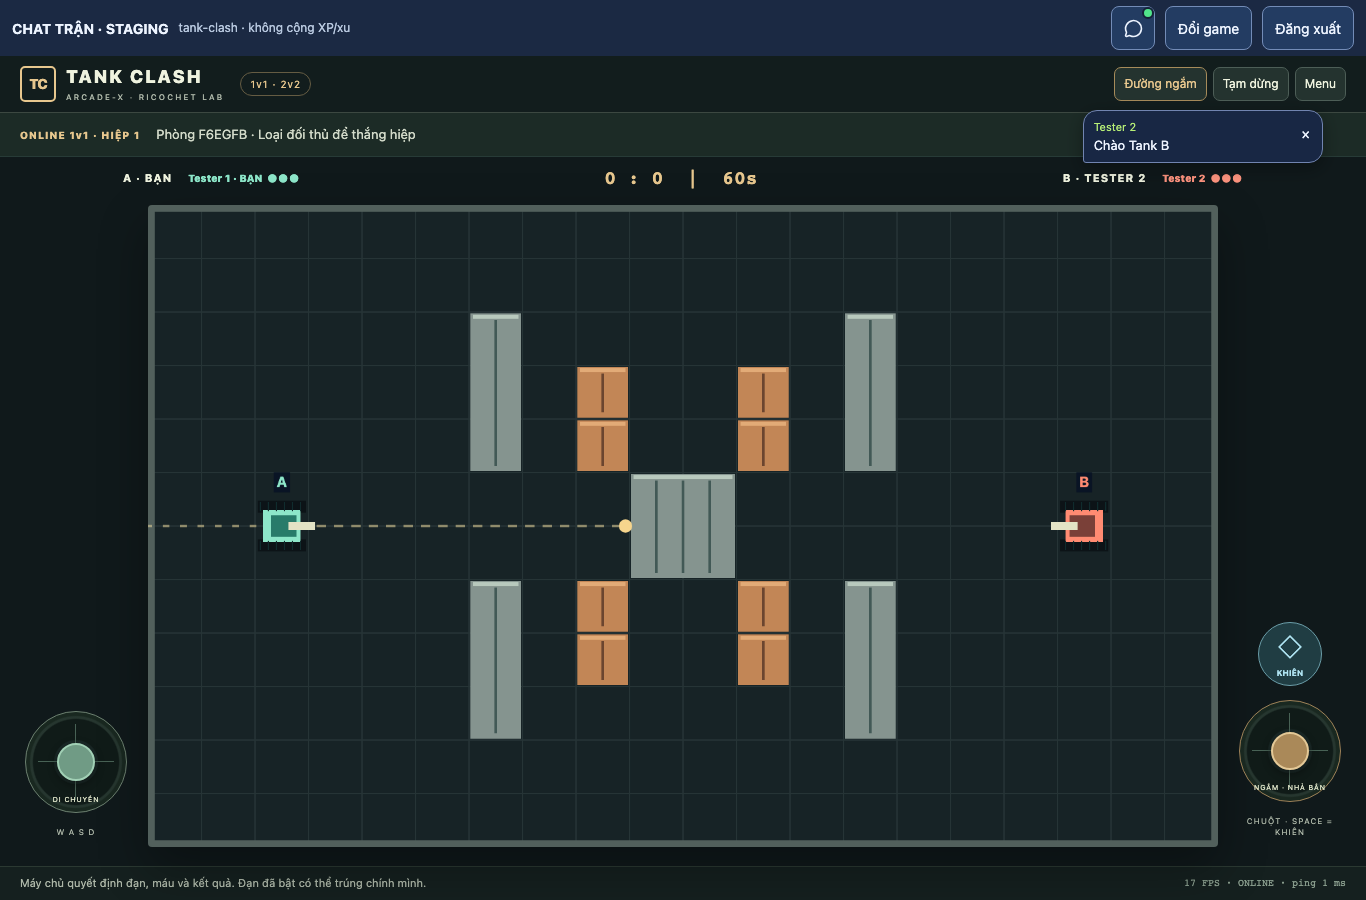 CHAT TRẬN · STAGING tank-clash · không cộng XP/xu Đổi game Đăng xuất
TC TANK CLASH 1v1 · 2v2 Đường ngắm Tạm dừng Menu
ARCADE-X · RICOCHET LAB
ONLINE 1v1 · HIỆP 1 Phòng F6EGFB · Loại đối thủ để thắng hiệp
Tester 2
Chào Tank B ×
A · BẠN Tester 1 · BẠN 0 : 0 | 60s B · TESTER 2 Tester 2
A B
KHIÊN
DI CHUYỂN
NGẮM · NHẢ BẮN
WASD
CHUỘT · SPACE =
KHIÊN
Máy chủ quyết định đạn, máu và kết quả. Đạn đã bật có thể trúng chính mình. 17 FPS · ONLINE · ping 1 ms